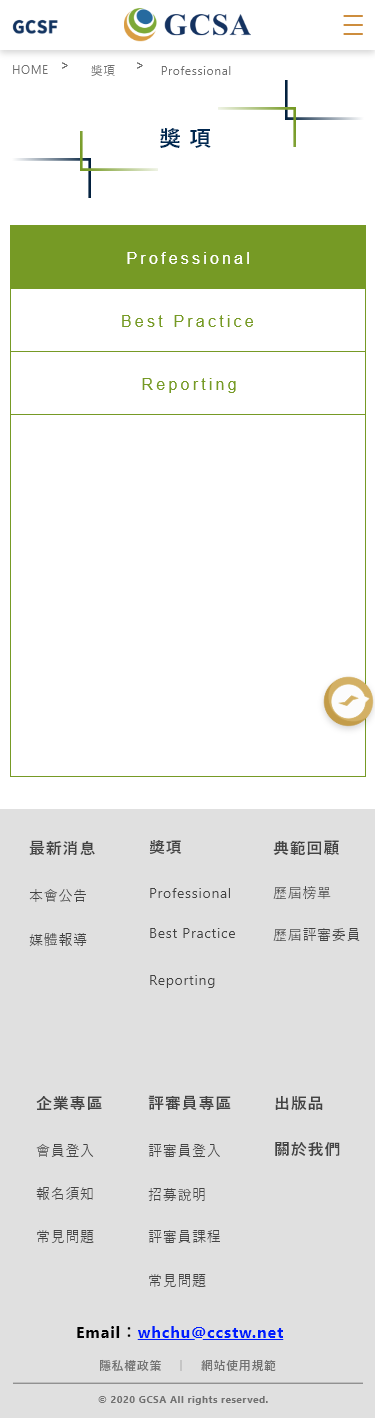 GCSF GCSA
HOME > 獎項 > Professional
獎項
Professional
Best Practice
Reporting
最新消息 獎項 典範回顧
本會公告 Professional 歷屆榜單
媒體報導 Best Practice 歷屆評審委員
Reporting
企業專區 評審員專區 出版品
會員登入 評審員登入 關於我們
報名須知 招募說明
常見問題 評審員課程
常見問題
Email：whchu@ccstw.net
隱私權政策 | 網站使用規範
© 2020 GCSA All rights reserved.